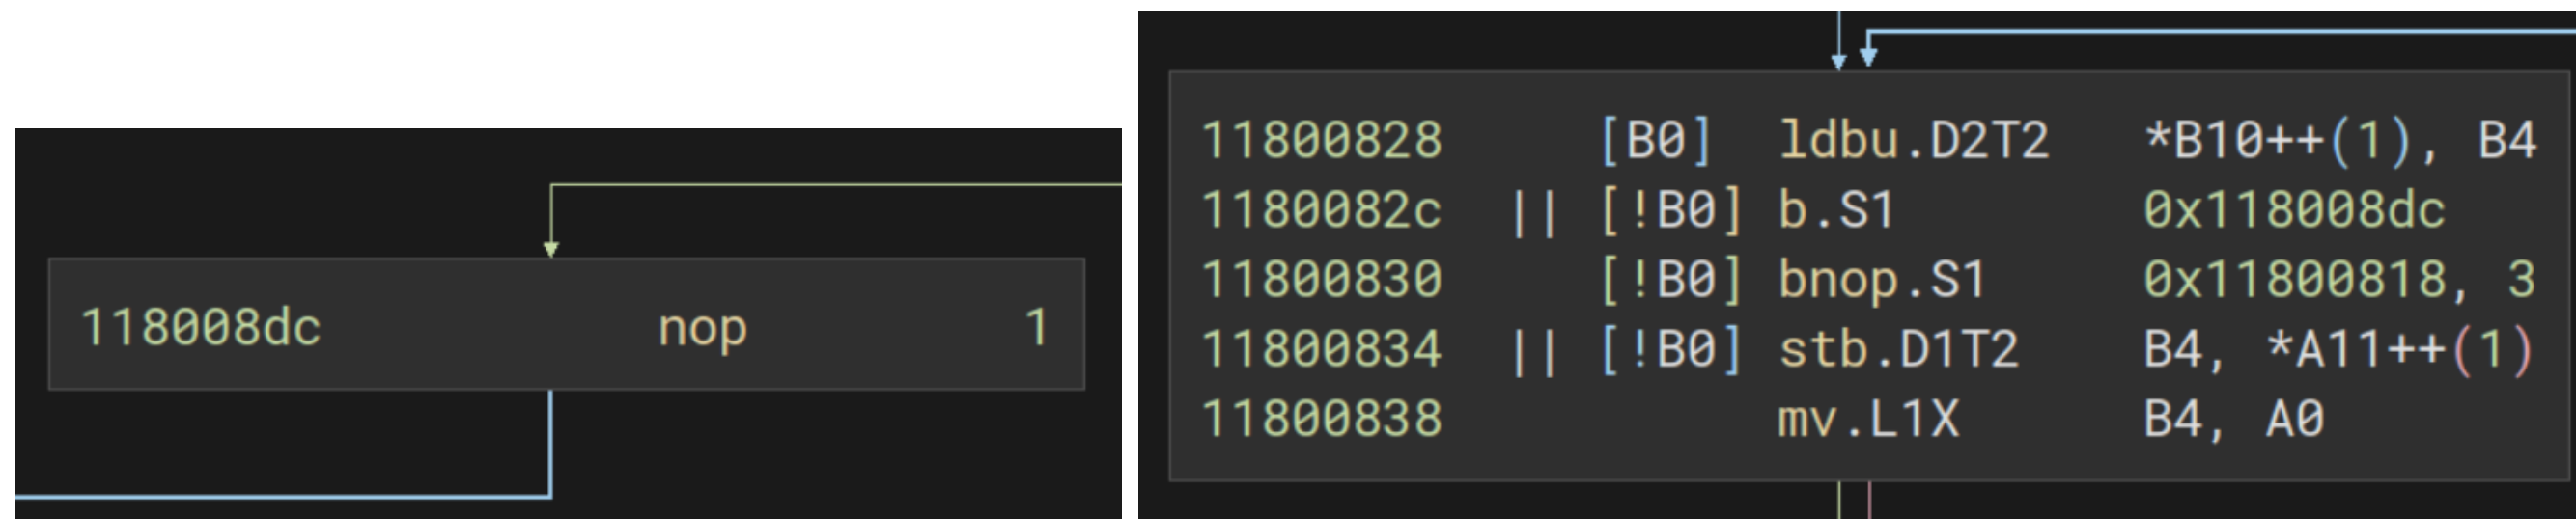 118008dc nop 1
11800828 [B0] ldbu.D2T2 *B10++(1), B4
1180082c || [!B0] b.S1 0x118008dc
11800830 [!B0] bnop.S1 0x11800818, 3
11800834 || [!B0] stb.D1T2 B4, *A11++(1)
11800838 mv.L1X B4, A0